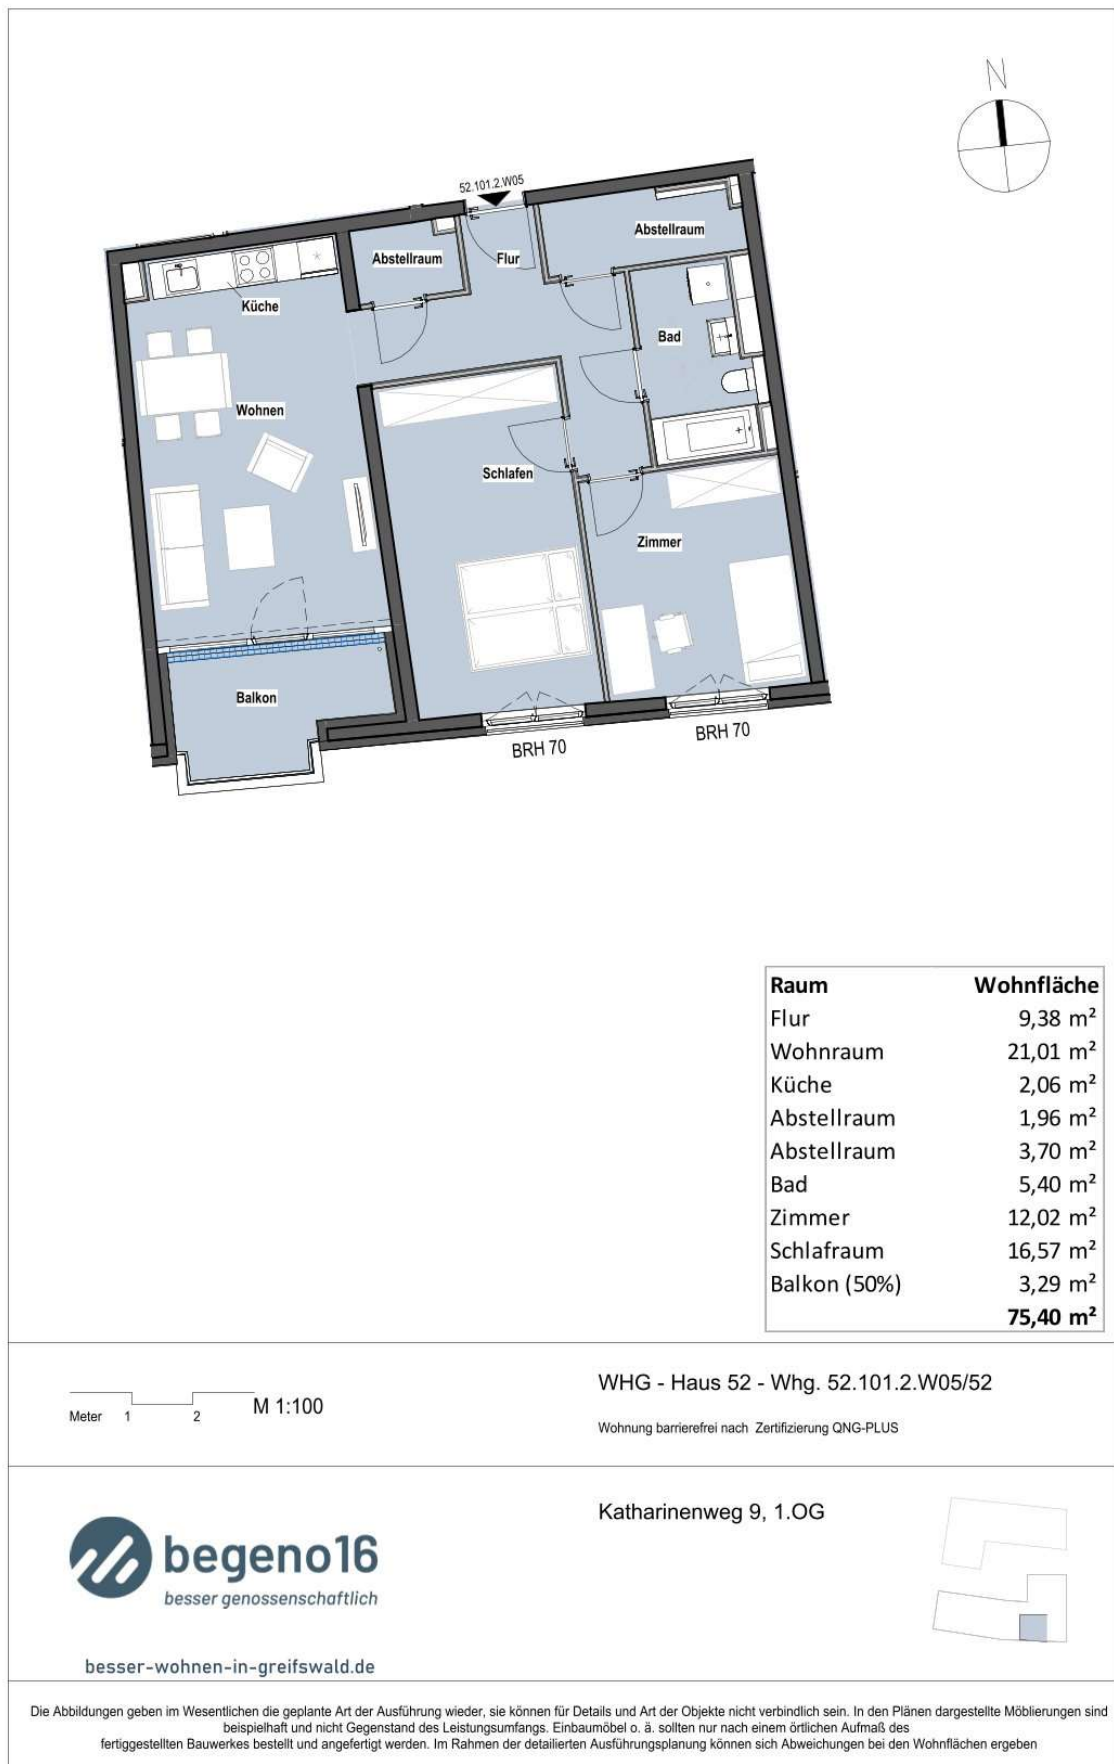 N
52.101.2.W05
Abstellraum
Abstellraum
Flur
Küche
Bad
Wohnen
Schlafen
Zimmer
Balkon
BRH 70
BRH 70
Raum Wohnfläche
Flur 9,38 m²
Wohnraum 21,01 m²
Küche 2,06 m²
Abstellraum 1,96 m²
Abstellraum 3,70 m²
Bad 5,40 m²
Zimmer 12,02 m²
Schlafraum 16,57 m²
Balkon (50%) 3,29 m²
75,40 m²
Meter 1 2 M 1:100
WHG - Haus 52 - Whg. 52.101.2.W05/52
Wohnung barrierefrei nach Zertifizierung QNG-PLUS
Katharinenweg 9, 1.OG
begeno16
besser genossenschaftlich
besser-wohnen-in-greifswald.de
Die Abbildungen geben im Wesentlichen die geplante Art der Ausführung wieder, sie können für Details und Art der Objekte nicht verbindlich sein. In den Plänen dargestellte Möblierungen sind
beispielhaft und nicht Gegenstand des Leistungsumfangs. Einbaumöbel o. ä. sollten nur nach einem örtlichen Aufmaß des
fertiggestellten Bauwerkes bestellt und angefertigt werden. Im Rahmen der detailierten Ausführungsplanung können sich Abweichungen bei den Wohnflächen ergeben